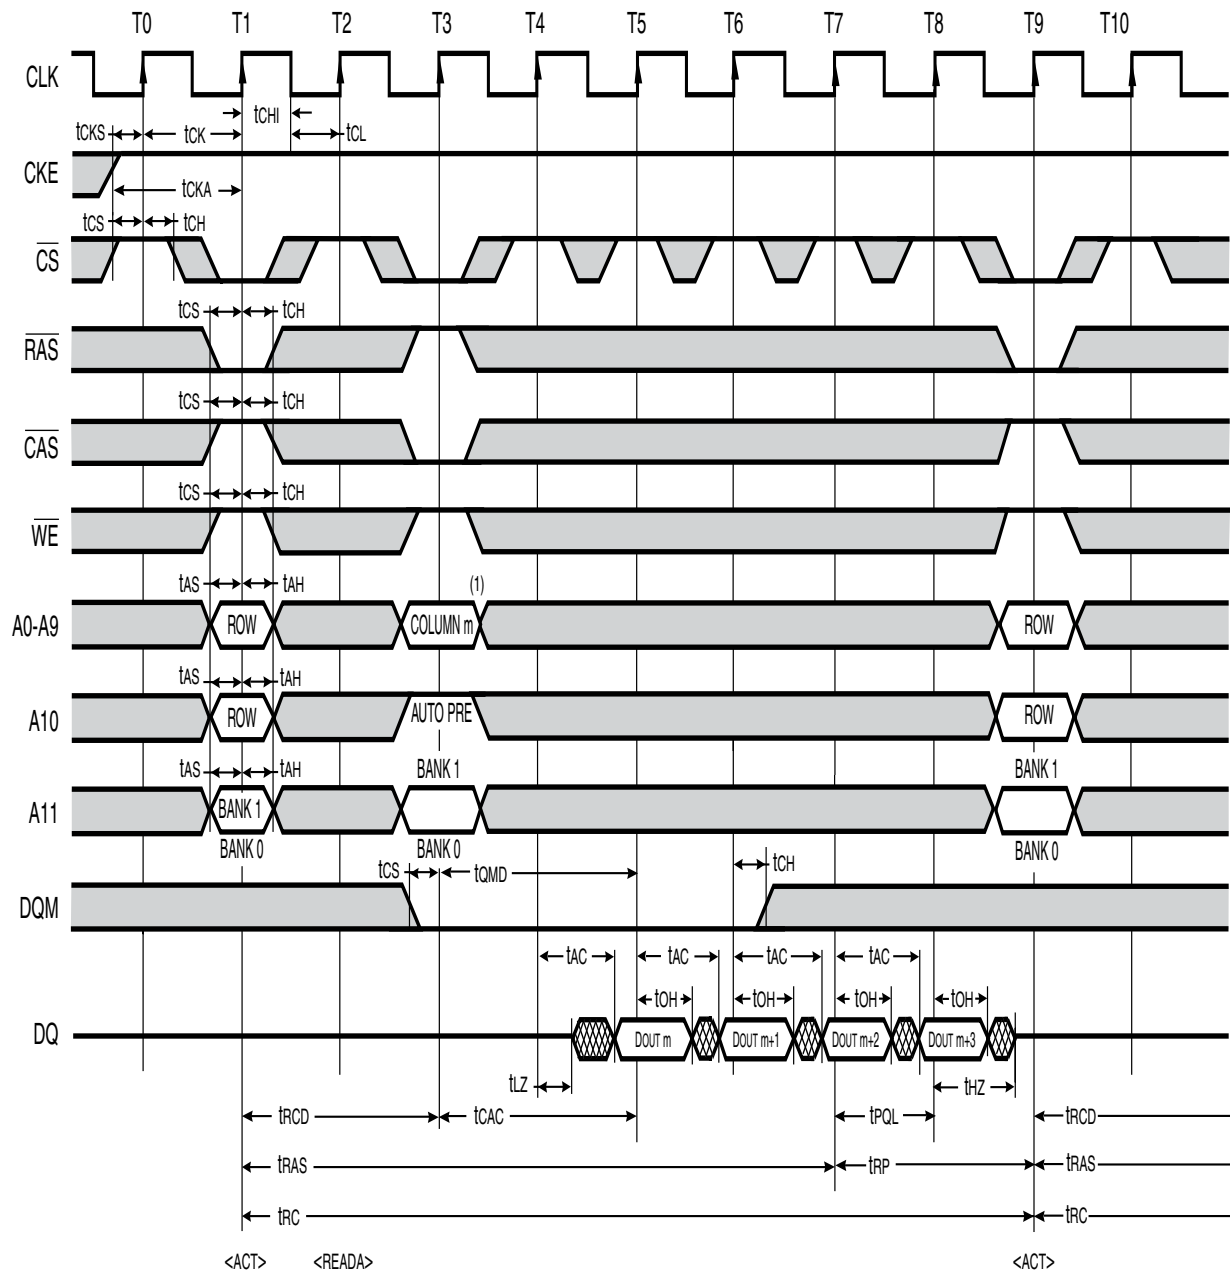 T0 T1 T2 T3 T4 T5 T6 T7 T8 T9 T10
CLK
tCHI
tCKS tCK tCL
CKE
tCKA
tCS tCH
CS
tCS tCH
RAS
tCS tCH
CAS
tCS tCH
WE
tAS tAH (1)
A0-A9 ROW COLUMN m ROW
tAS tAH
A10 ROW AUTO PRE ROW
tAS tAH BANK 1 BANK 1
A11 BANK 1
BANK 0 BANK 0 BANK 0
tCS tQMD tCH
DQM
tAC tAC tAC tAC
tOH tOH tOH tOH
DQ DOUT m DOUT m+1 DOUT m+2 DOUT m+3
tLZ tHZ
tRCD tCAC tPQL tRCD
tRAS tRP tRAS
tRC tRC
<ACT> <READA> <ACT>